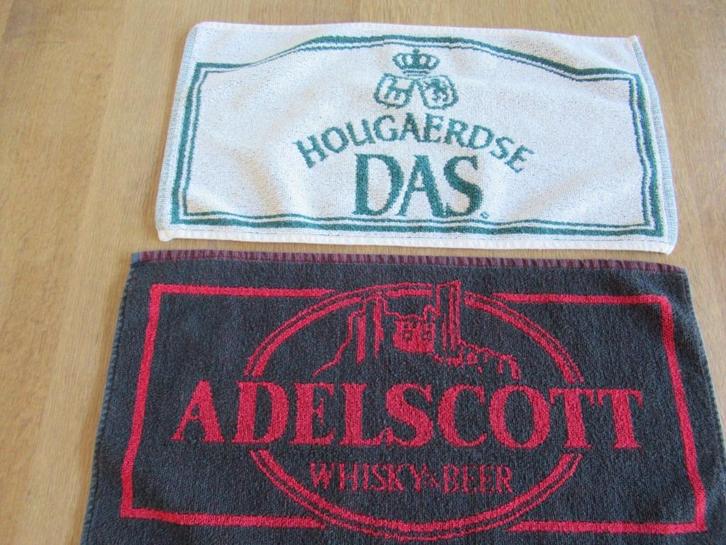 HOUGAERDSE
DAS
ADELSCOTT
WHISKY & BEER